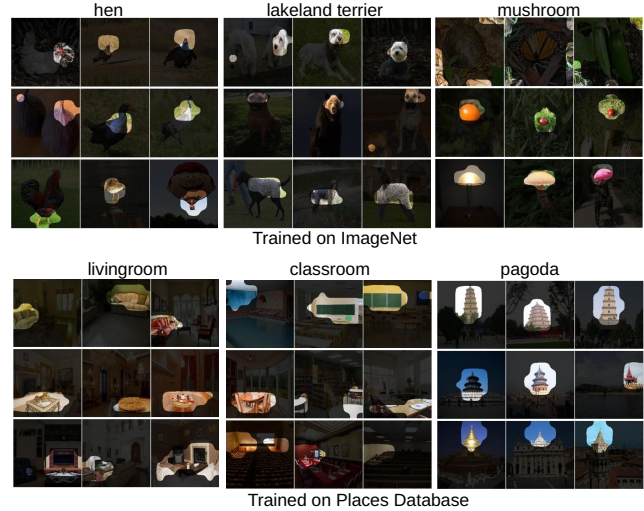 hen lakeland terrier mushroom
Trained on ImageNet
livingroom classroom pagoda
Trained on Places Database